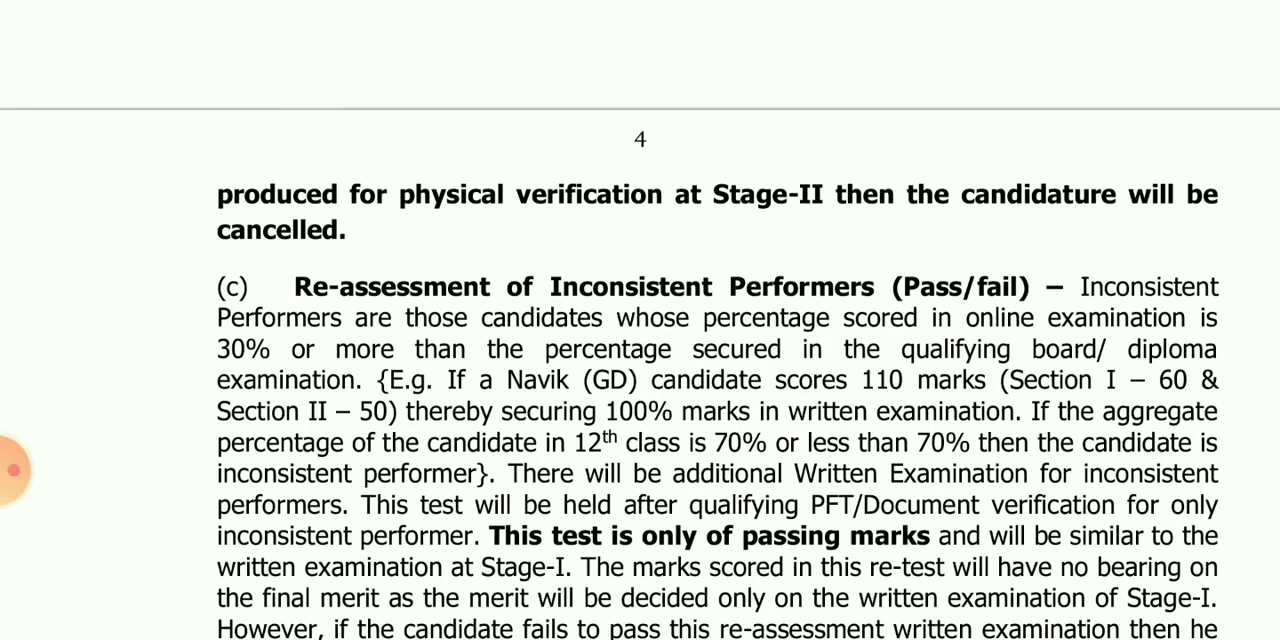 4
produced for physical verification at Stage-II then the candidature will be
cancelled.
(c) Re-assessment of Inconsistent Performers (Pass/fail) – Inconsistent
Performers are those candidates whose percentage scored in online examination is
30% or more than the percentage secured in the qualifying board/ diploma
examination. {E.g. If a Navik (GD) candidate scores 110 marks (Section I – 60 &
Section II – 50) thereby securing 100% marks in written examination. If the aggregate
percentage of the candidate in 12th class is 70% or less than 70% then the candidate is
inconsistent performer}. There will be additional Written Examination for inconsistent
performers. This test will be held after qualifying PFT/Document verification for only
inconsistent performer. This test is only of passing marks and will be similar to the
written examination at Stage-I. The marks scored in this re-test will have no bearing on
the final merit as the merit will be decided only on the written examination of Stage-I.
However, if the candidate fails to pass this re-assessment written examination then he